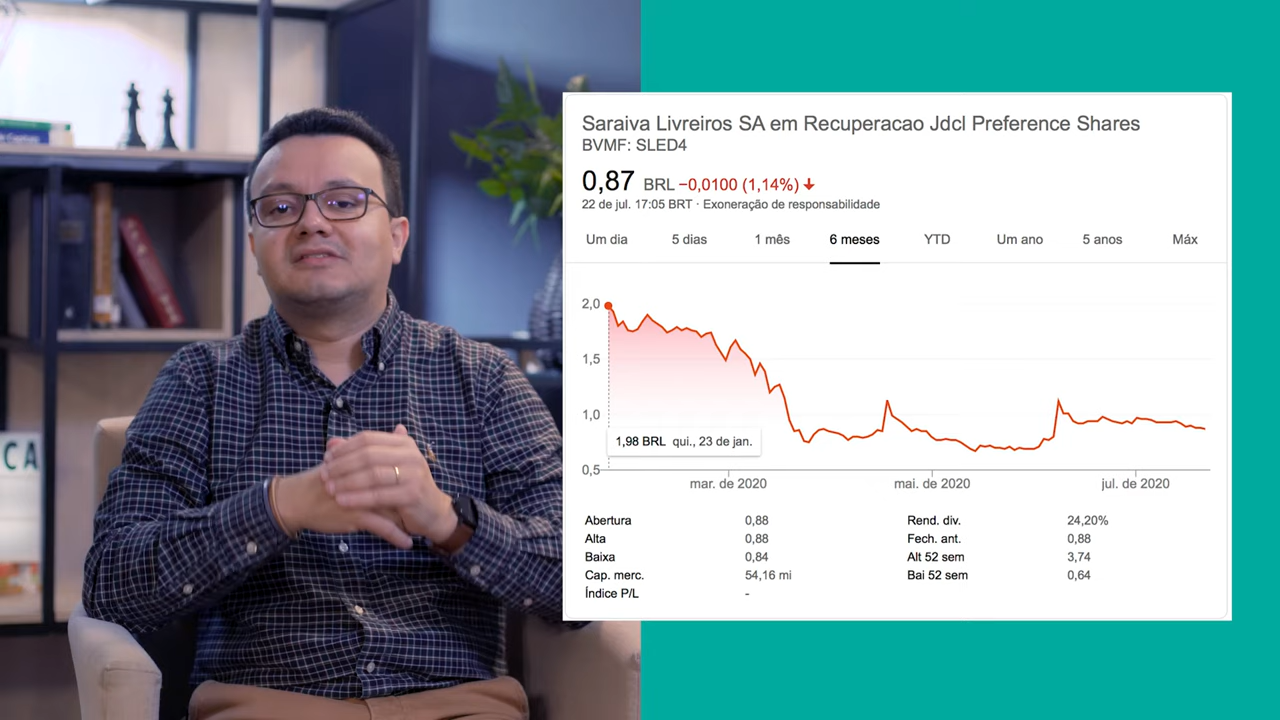 CA
Saraiva Livreiros SA em Recuperacao Jdcl Preference Shares
BVMF: SLED4
0,87 BRL −0,0100 (1,14%)
22 de jul. 17:05 BRT · Exoneração de responsabilidade
Um dia 5 dias 1 mês 6 meses YTD Um ano 5 anos Máx
2,0
1,5
1,0
0,5
1,98 BRL qui., 23 de jan.
mar. de 2020 mai. de 2020 jul. de 2020
Abertura 0,88 Rend. div. 24,20%
Alta 0,88 Fech. ant. 0,88
Baixa 0,84 Alt 52 sem 3,74
Cap. merc. 54,16 mi Bai 52 sem 0,64
Índice P/L -